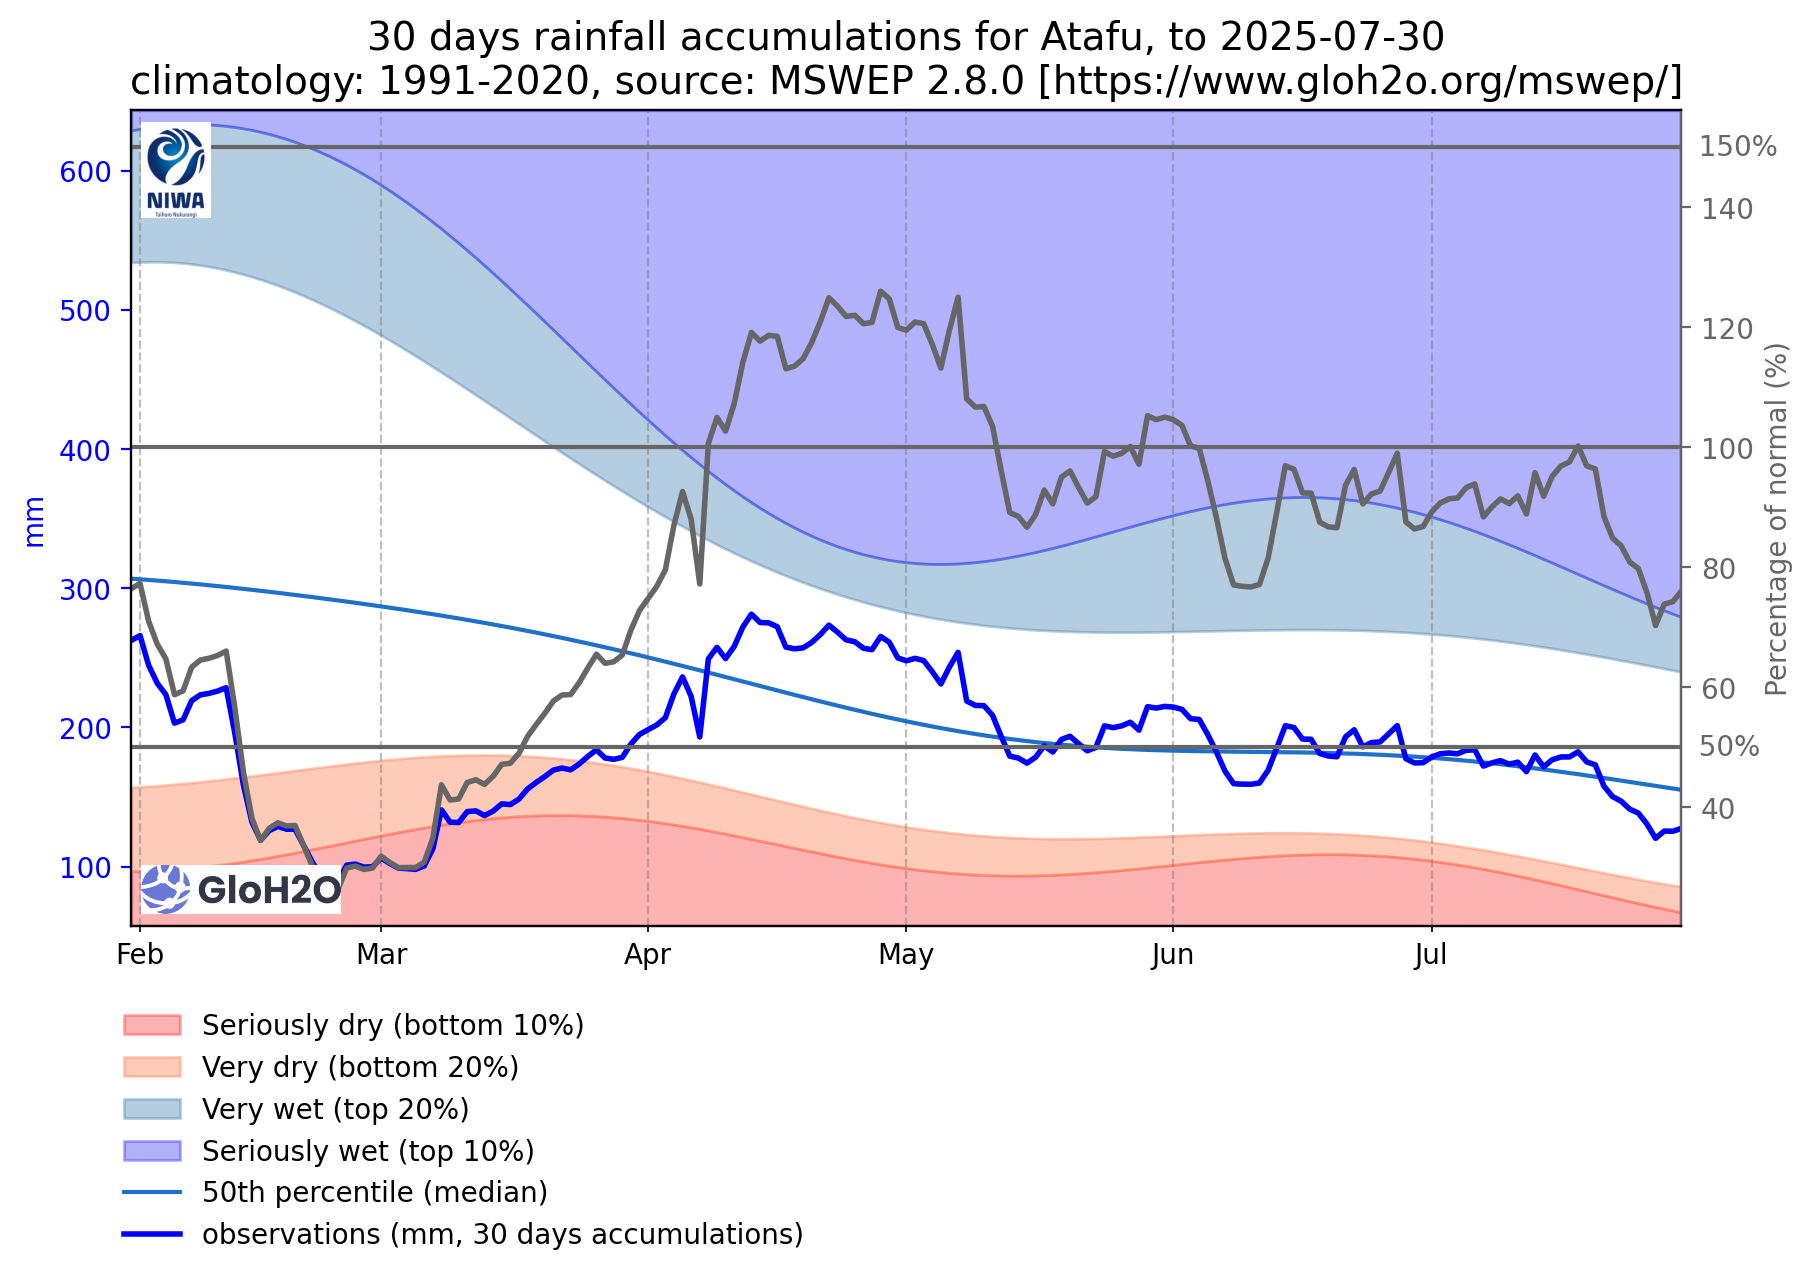 30 days rainfall accumulations for Atafu, to 2025-07-30
climatology: 1991-2020, source: MSWEP 2.8.0 [https://www.gloh2o.org/mswep/]
NIWA
Taihoro Nukurangi
600
500
400
300
200
100
mm
150%
140
120
100
80
60
50%
40
Percentage of normal (%)
GloH2O
Feb
Mar
Apr
May
Jun
Jul
Seriously dry (bottom 10%)
Very dry (bottom 20%)
Very wet (top 20%)
Seriously wet (top 10%)
50th percentile (median)
observations (mm, 30 days accumulations)